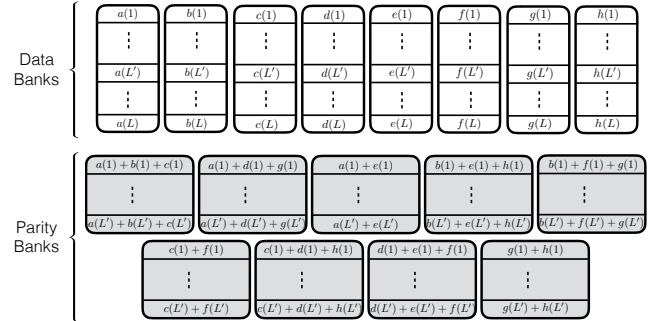 a(1) b(1) c(1) d(1) e(1) f(1) g(1) h(1)
Data
Banks
a(L′) b(L′) c(L′) d(L′) e(L′) f(L′) g(L′) h(L′)
a(L) b(L) c(L) d(L) e(L) f(L) g(L) h(L)
a(1) + b(1) + c(1) a(1) + d(1) + g(1) a(1) + e(1) b(1) + e(1) + h(1) b(1) + f(1) + g(1)
a(L′) + b(L′) + c(L′) a(L′) + d(L′) + g(L′) a(L′) + e(L′) b(L′) + e(L′) + h(L′) b(L′) + f(L′) + g(L′)
Parity
Banks
c(1) + f(1) c(1) + d(1) + h(1) d(1) + e(1) + f(1) g(1) + h(1)
c(L′) + f(L′) c(L′) + d(L′) + h(L′) d(L′) + e(L′) + f(L′) g(L′) + h(L′)